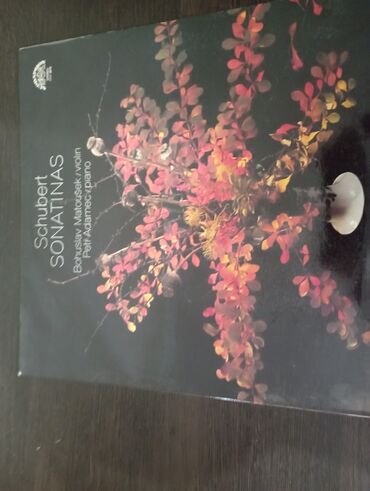 Schubert
SONATINAS
Bohuslav Matoušek/violin
Petr Adamec/piano